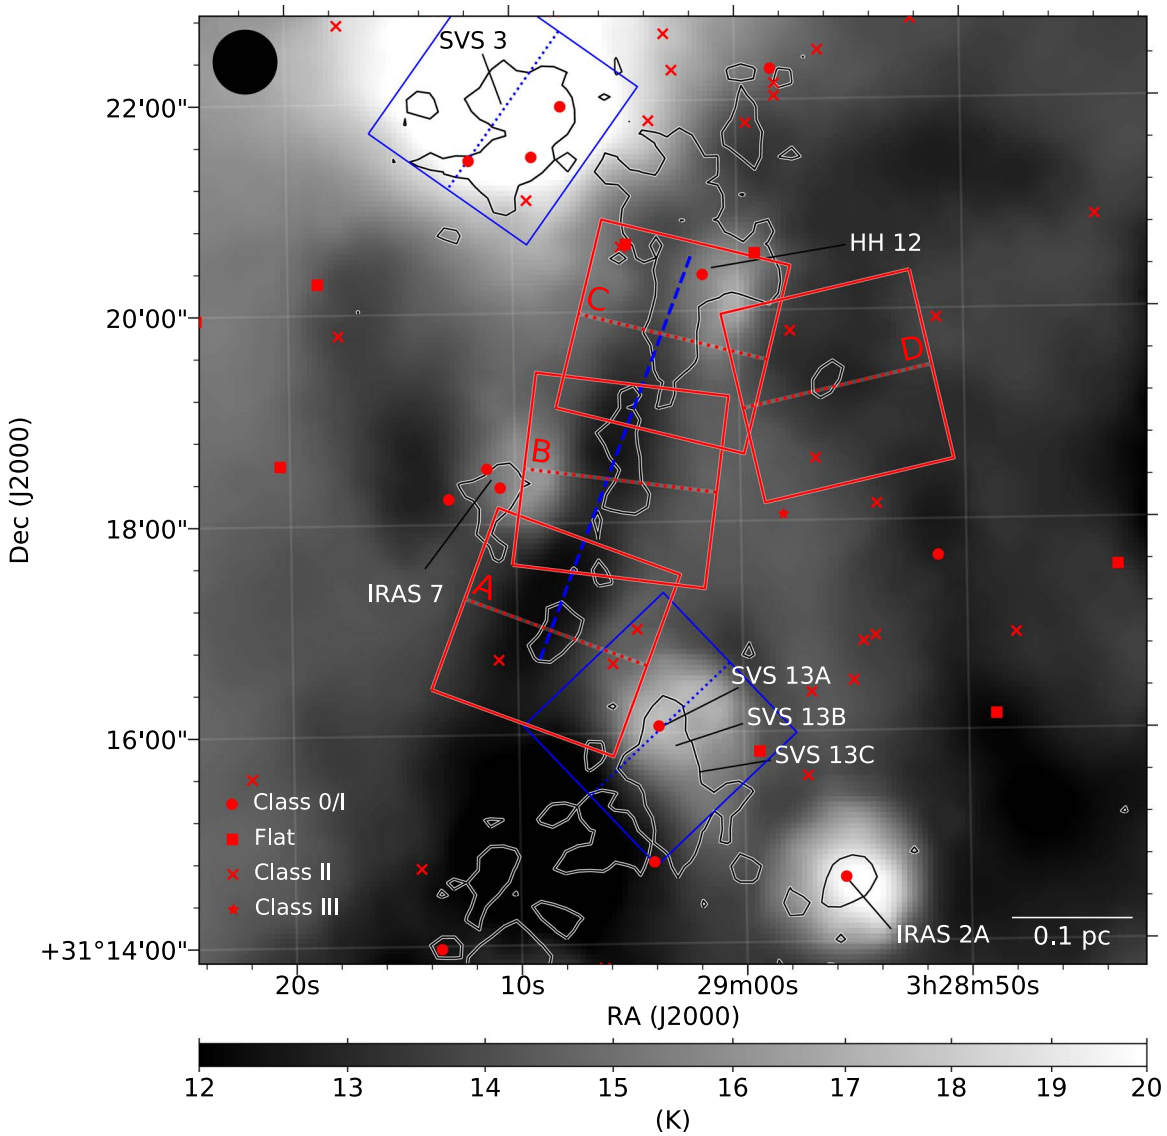 SVS 3
22'00"
HH 12
20'00"
C
D
B
Dec (J2000)
18'00"
IRAS 7
A
SVS 13A
SVS 13B
16'00"
SVS 13C
Class 0/I
Flat
Class II
Class III
IRAS 2A
0.1 pc
+31°14'00"
20s 10s 29m00s 3h28m50s
RA (J2000)
12 13 14 15 16 17 18 19 20
(K)